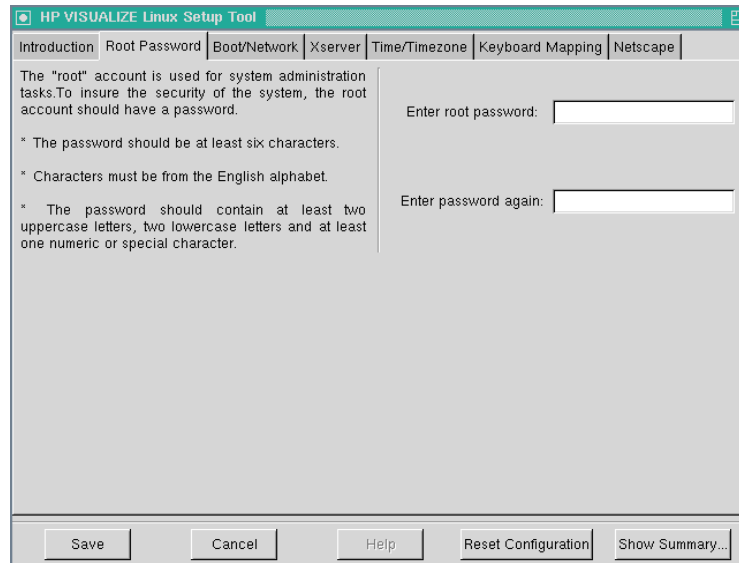 HP VISUALIZE Linux Setup Tool
Introduction Root Password Boot/Network Xserver Time/Timezone Keyboard Mapping Netscape
The "root" account is used for system administration
tasks.To insure the security of the system, the root
account should have a password.
* The password should be at least six characters.
* Characters must be from the English alphabet.
* The password should contain at least two
uppercase letters, two lowercase letters and at least
one numeric or special character.
Enter root password:
Enter password again:
Save Cancel Help Reset Configuration Show Summary...